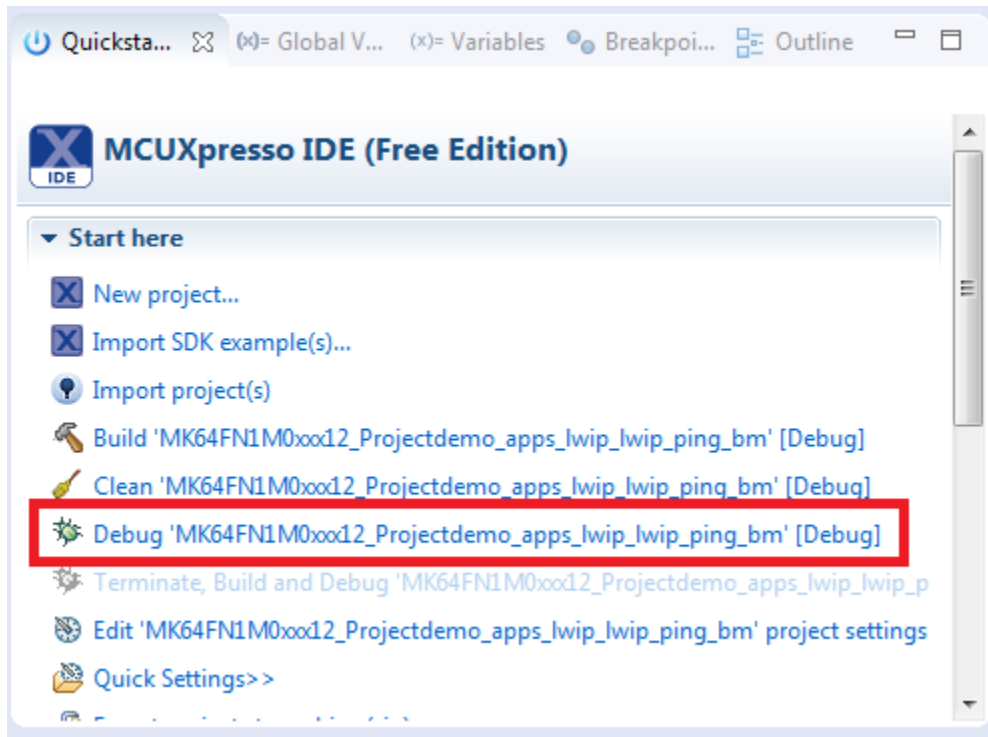 Quicksta... (x)= Global V... (x)= Variables Breakpoi... Outline
X
IDE
MCUXpresso IDE (Free Edition)
Start here
New project...
Import SDK example(s)...
Import project(s)
Build 'MK64FN1M0xxx12_Projectdemo_apps_lwip_lwip_ping_bm' [Debug]
Clean 'MK64FN1M0xxx12_Projectdemo_apps_lwip_lwip_ping_bm' [Debug]
Debug 'MK64FN1M0xxx12_Projectdemo_apps_lwip_lwip_ping_bm' [Debug]
Terminate, Build and Debug 'MK64FN1M0xxx12_Projectdemo_apps_lwip_lwip_p
Edit 'MK64FN1M0xxx12_Projectdemo_apps_lwip_lwip_ping_bm' project settings
Quick Settings>>